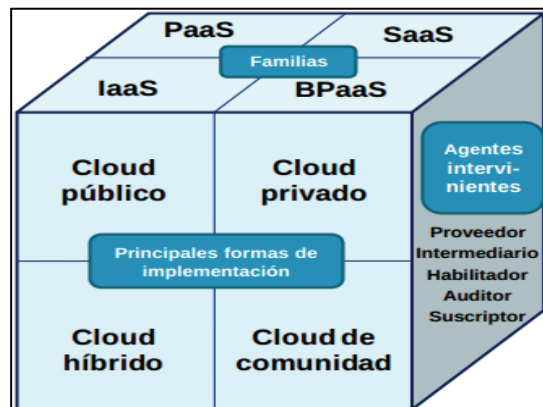 PaaS
SaaS
Familias
IaaS
BPaaS
Cloud
público
Cloud
privado
Principales formas de
implementación
Cloud
híbrido
Cloud de
comunidad
Agentes
intervi-
nientes
Proveedor
Intermediario
Habilitador
Auditor
Suscriptor